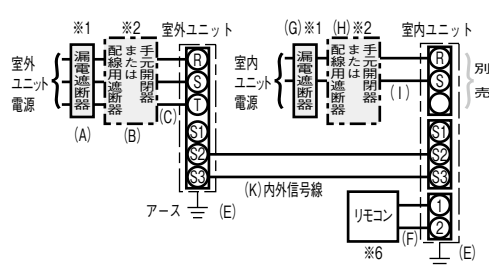 ※1 ※2 室外ユニット (G)※1 (H)※2 室内ユニット
室外
ユニット
電源
漏電遮断器
手元開閉器
または
配線用遮断器
(A)
(B)
(C)
R
S
T
S1
S2
S3
アース
(E)
室内
ユニット
電源
漏電遮断器
手元開閉器
または
配線用遮断器
(I)
R
S
別売
S1
S2
S3
(K)内外信号線
リモコン
※6
(F)
1
2
(E)